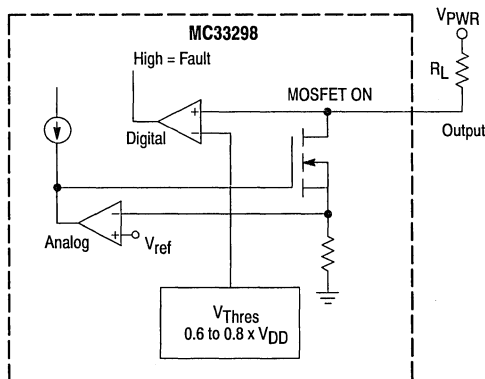 MC33298
VPWR
High = Fault
RL
MOSFET ON
+
−
Digital
Output
−
+
Analog
Vref
VThres
0.6 to 0.8 x VDD